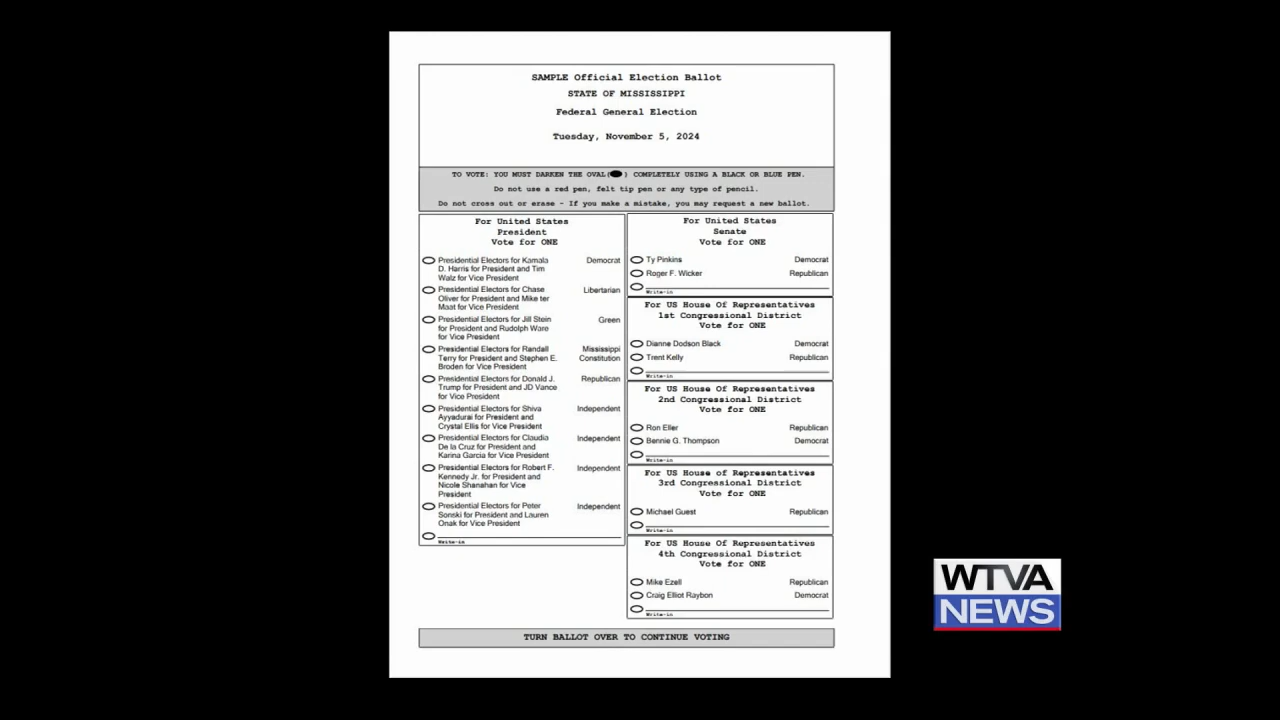 SAMPLE Official Election Ballot
STATE OF MISSISSIPPI
Federal General Election
Tuesday, November 5, 2024
TO VOTE: YOU MUST DARKEN THE OVAL( ) COMPLETELY USING A BLACK OR BLUE PEN.
Do not use a red pen, felt tip pen or any type of pencil.
Do not cross out or erase - If you make a mistake, you may request a new ballot.
For United States
President
Vote for ONE
Presidential Electors for Kamala Democrat
D. Harris for President and Tim
Walz for Vice President
Presidential Electors for Chase Libertarian
Oliver for President and Mike ter
Maat for Vice President
Presidential Electors for Jill Stein Green
for President and Rudolph Ware
for Vice President
Presidential Electors for Randall Mississippi
Terry for President and Stephen E. Constitution
Broden for Vice President
Presidential Electors for Donald J. Republican
Trump for President and JD Vance
for Vice President
Presidential Electors for Shiva Independent
Ayyadurai for President and
Crystal Ellis for Vice President
Presidential Electors for Claudia Independent
De la Cruz for President and
Karina Garcia for Vice President
Presidential Electors for Robert F. Independent
Kennedy Jr. for President and
Nicole Shanahan for Vice
President
Presidential Electors for Peter Independent
Sonski for President and Lauren
Onak for Vice President
Write-in
For United States
Senate
Vote for ONE
Ty Pinkins Democrat
Roger F. Wicker Republican
Write-in
For US House Of Representatives
1st Congressional District
Vote for ONE
Dianne Dodson Black Democrat
Trent Kelly Republican
Write-in
For US House Of Representatives
2nd Congressional District
Vote for ONE
Ron Eller Republican
Bennie G. Thompson Democrat
Write-in
For US House Of Representatives
3rd Congressional District
Vote for ONE
Michael Guest Republican
Write-in
For US House Of Representatives
4th Congressional District
Vote for ONE
Mike Ezell Republican
Craig Elliot Raybon Democrat
Write-in
TURN BALLOT OVER TO CONTINUE VOTING
WTVA
NEWS